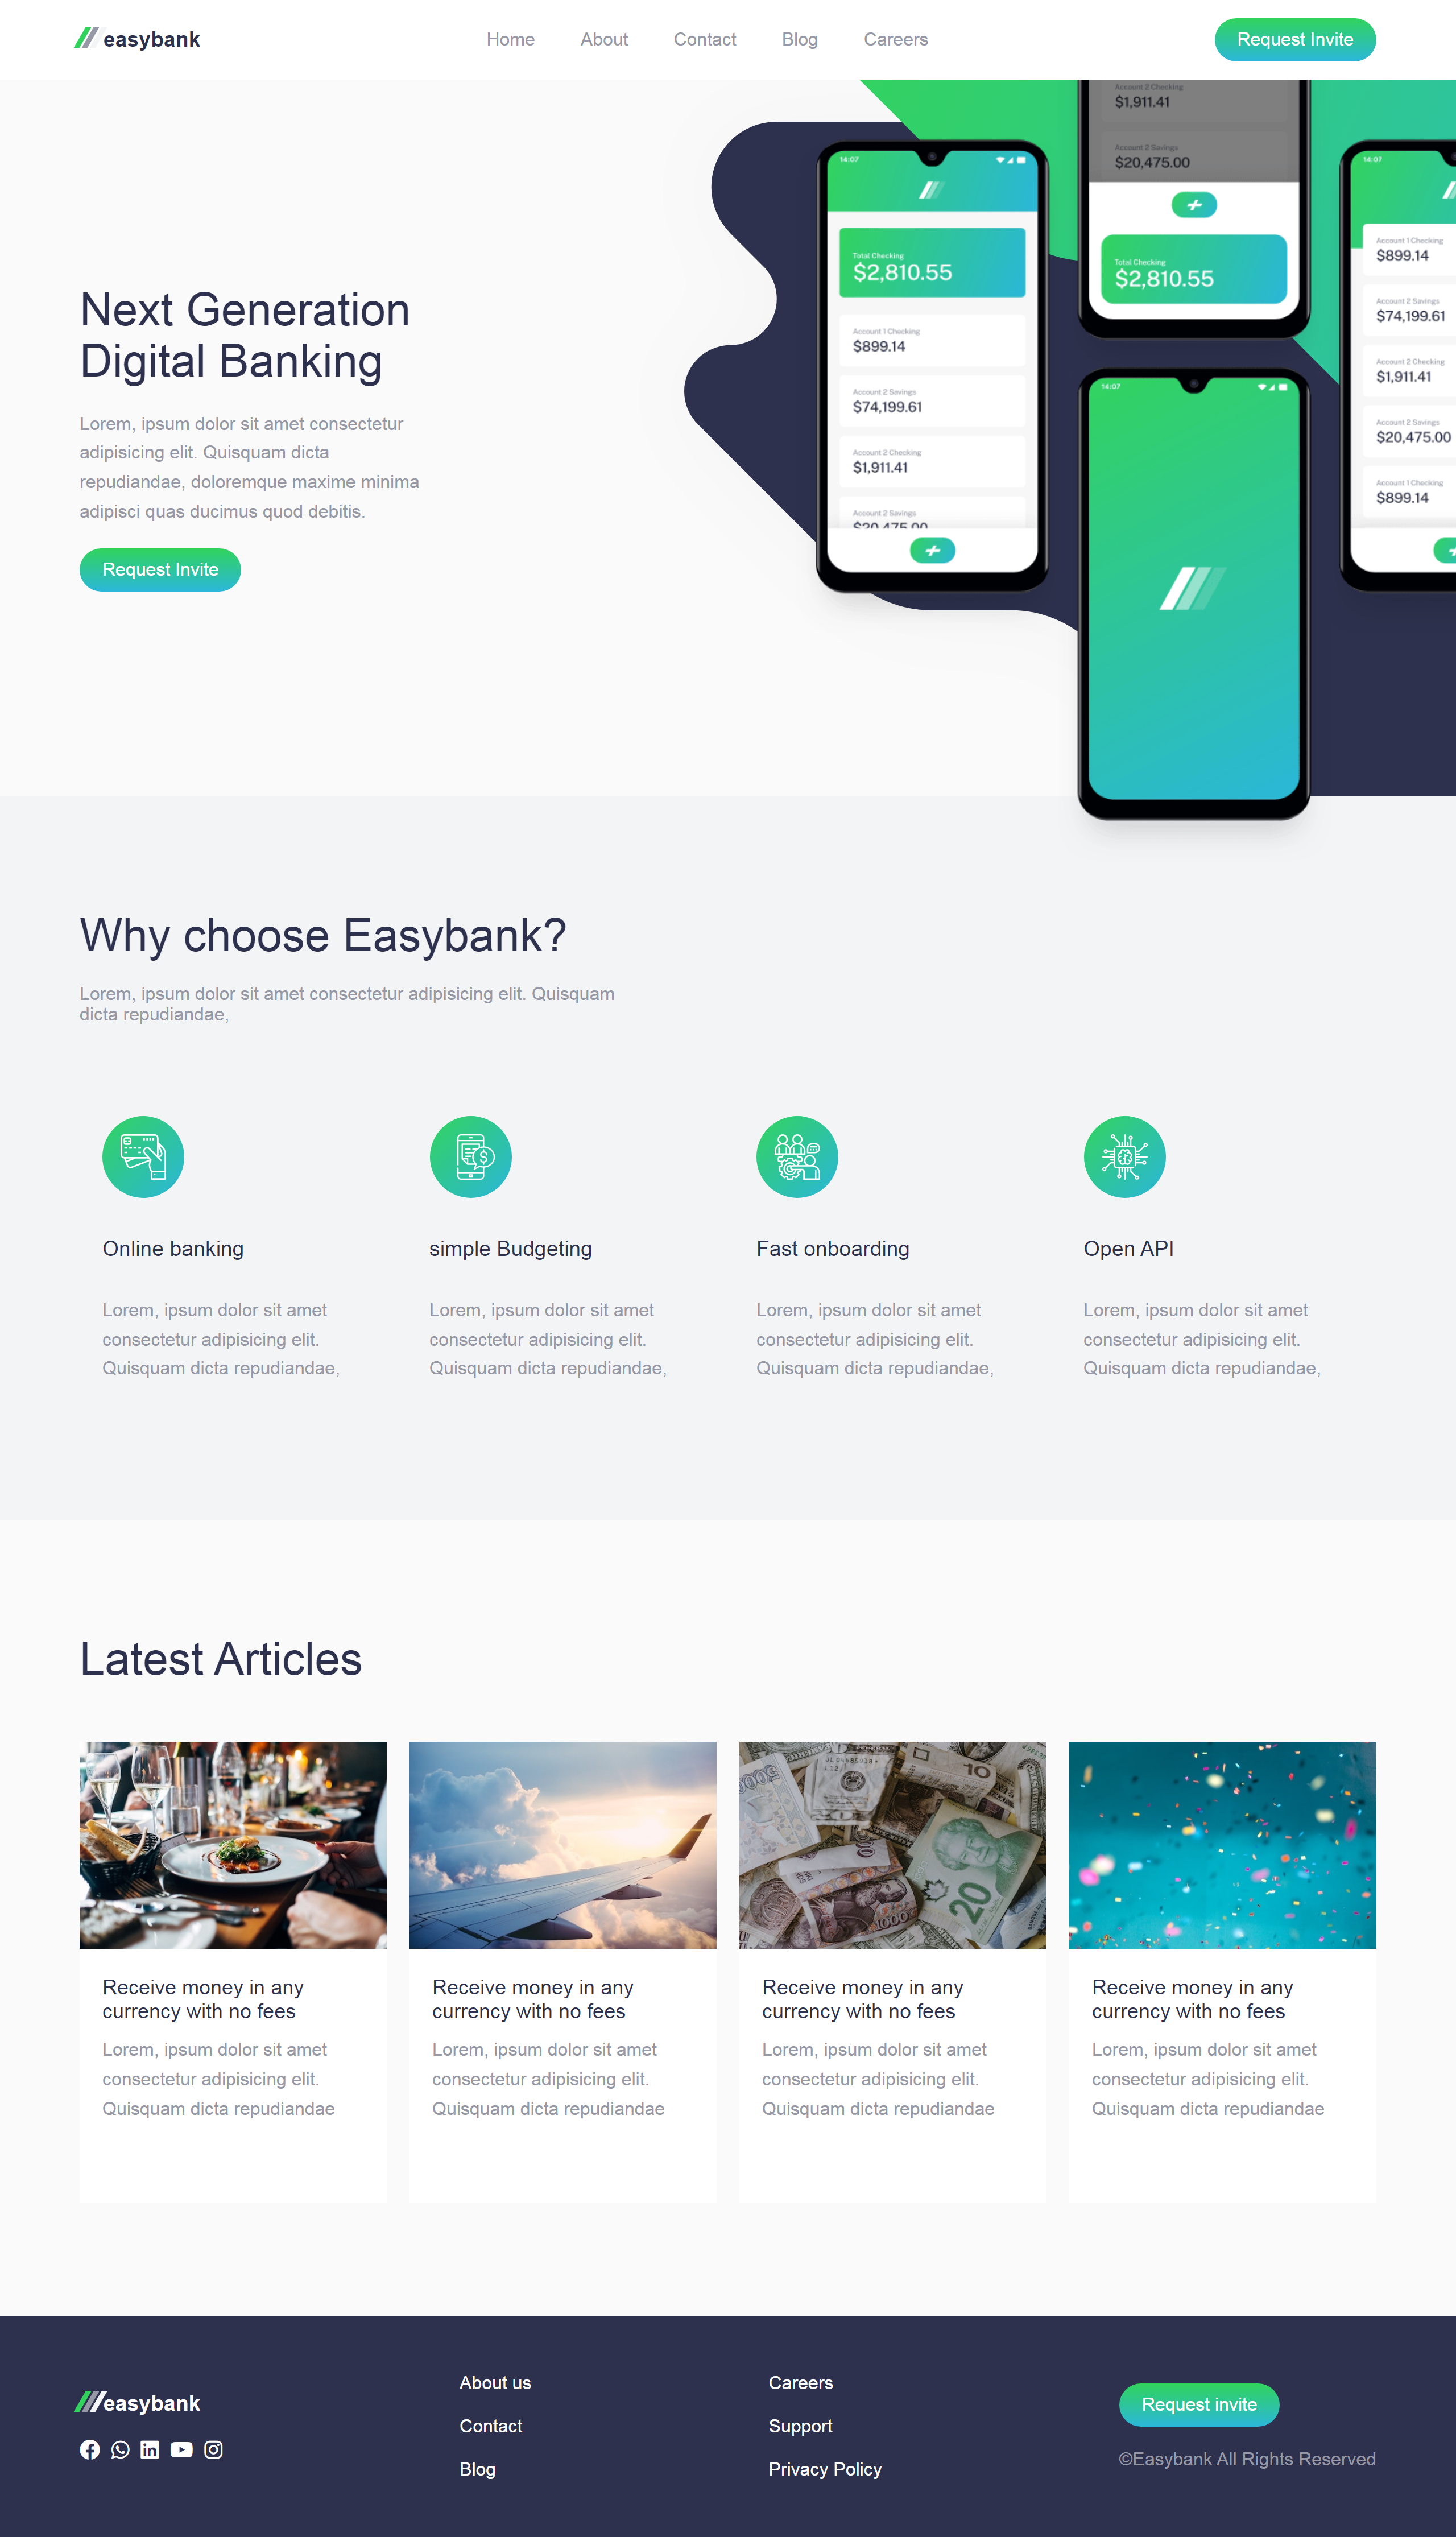 easybank
Home
About
Contact
Blog
Careers
Request Invite
Next Generation
Digital Banking
Lorem, ipsum dolor sit amet consectetur
adipisicing elit. Quisquam dicta
repudiandae, doloremque maxime minima
adipisci quas ducimus quod debitis.
Request Invite
14:07
Total Checking
$2,810.55
Account 1 Checking
$899.14
Account 2 Savings
$74,199.61
Account 2 Checking
$1,911.41
Account 2 Savings
$20,475.00
Account 2 Checking
$1,911.41
Account 2 Savings
$20,475.00
Total Checking
$2,810.55
14:07
14:07
Account 1 Checking
$899.14
Account 2 Savings
$74,199.61
Account 2 Checking
$1,911.41
Account 2 Savings
$20,475.00
Account 1 Checking
$899.14
Why choose Easybank?
Lorem, ipsum dolor sit amet consectetur adipisicing elit. Quisquam
dicta repudiandae,
Online banking
Lorem, ipsum dolor sit amet
consectetur adipisicing elit.
Quisquam dicta repudiandae,
simple Budgeting
Lorem, ipsum dolor sit amet
consectetur adipisicing elit.
Quisquam dicta repudiandae,
Fast onboarding
Lorem, ipsum dolor sit amet
consectetur adipisicing elit.
Quisquam dicta repudiandae,
Open API
Lorem, ipsum dolor sit amet
consectetur adipisicing elit.
Quisquam dicta repudiandae,
Latest Articles
Receive money in any
currency with no fees
Lorem, ipsum dolor sit amet
consectetur adipisicing elit.
Quisquam dicta repudiandae
Receive money in any
currency with no fees
Lorem, ipsum dolor sit amet
consectetur adipisicing elit.
Quisquam dicta repudiandae
10
20
1000
Receive money in any
currency with no fees
Lorem, ipsum dolor sit amet
consectetur adipisicing elit.
Quisquam dicta repudiandae
Receive money in any
currency with no fees
Lorem, ipsum dolor sit amet
consectetur adipisicing elit.
Quisquam dicta repudiandae
easybank
About us
Contact
Blog
Careers
Support
Privacy Policy
Request invite
©Easybank All Rights Reserved